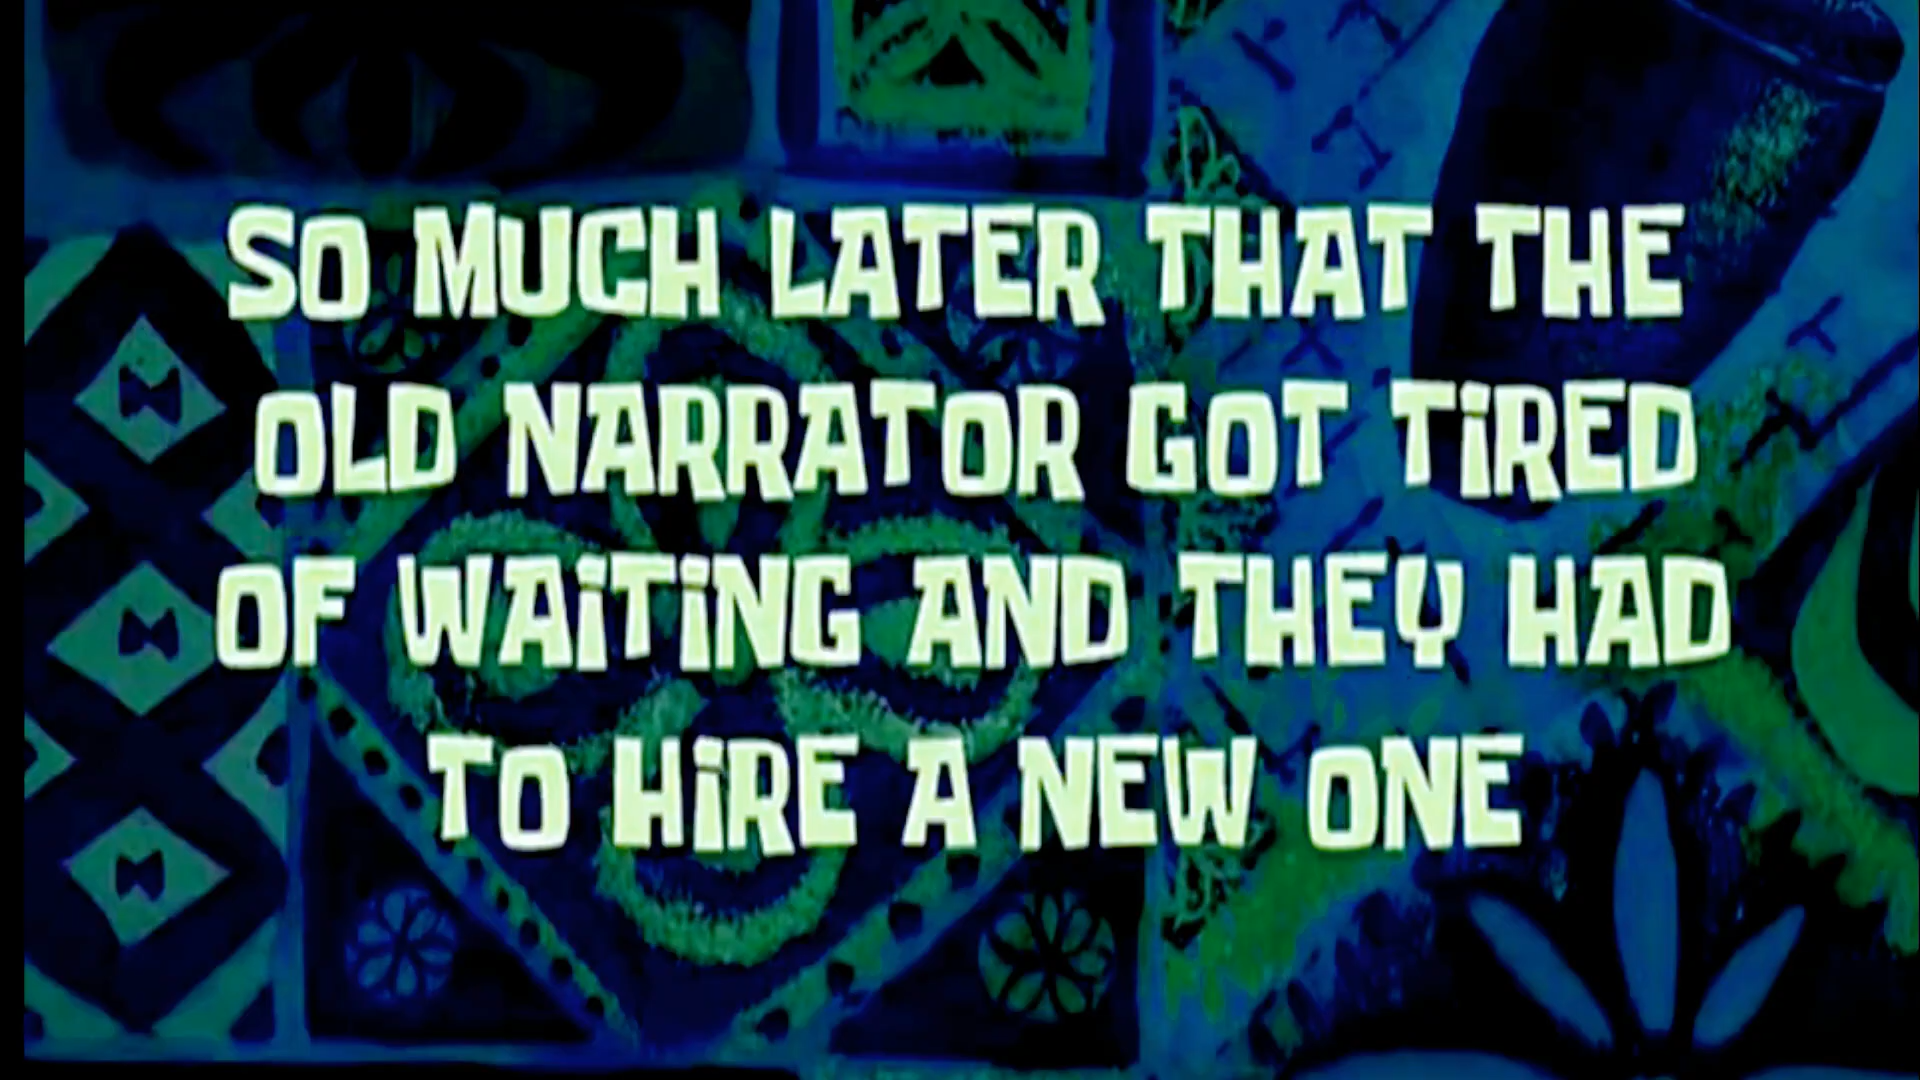 SO MUCH LATER THAT THE
OLD NARRATOR GOT TiRED
OF WAiTiNG AND THEY HAD
TO HiRE A NEW ONE